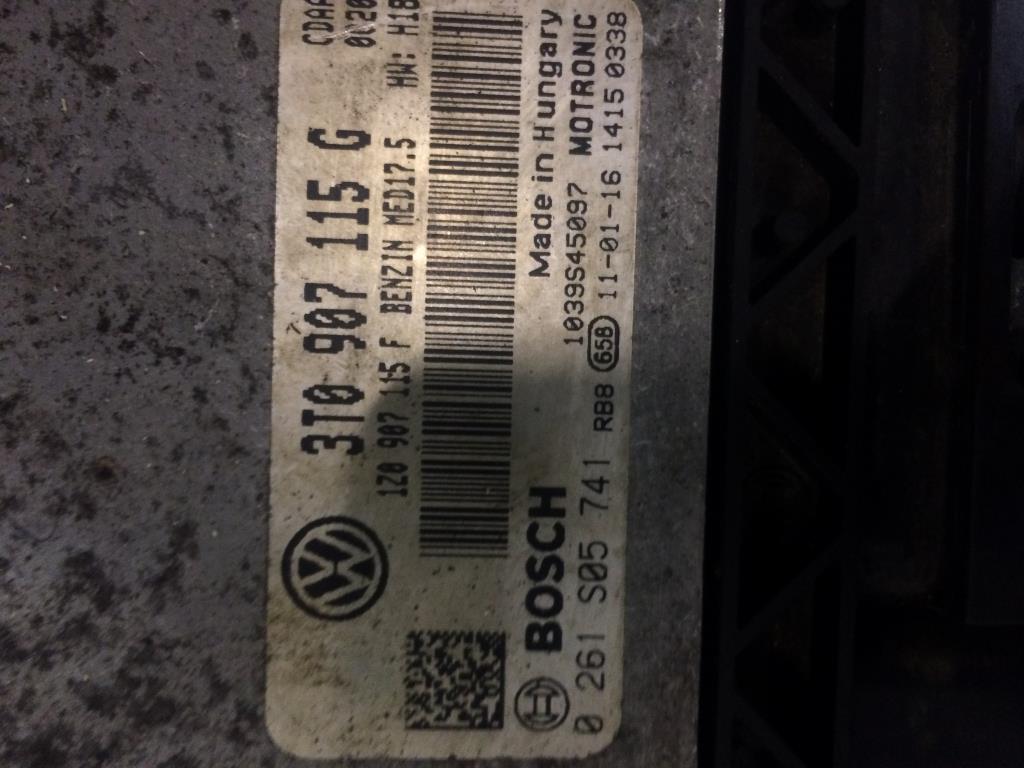 3T0 907 115 G
1Z0 907 115 F BENZIN MED17.5 HW: H18
Made in Hungary
BOSCH 1039S45097 MOTRONIC
0 261 S05 741 RB8 658 11-01-16 1415 0338